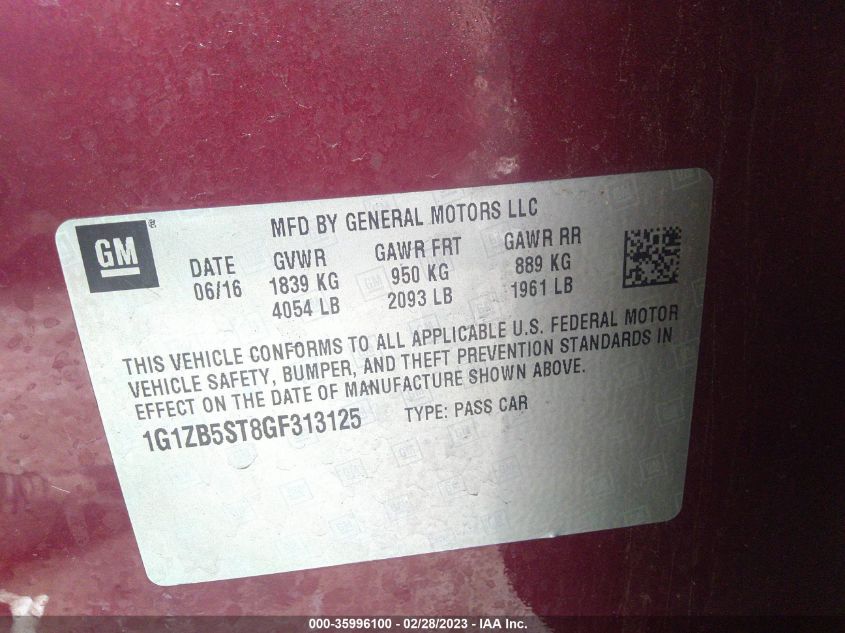 MFD BY GENERAL MOTORS LLC
GM®
DATE GVWR GAWR FRT GAWR RR
06/16 1839 KG 950 KG 889 KG
4054 LB 2093 LB 1961 LB
THIS VEHICLE CONFORMS TO ALL APPLICABLE U.S. FEDERAL MOTOR
VEHICLE SAFETY, BUMPER, AND THEFT PREVENTION STANDARDS IN
EFFECT ON THE DATE OF MANUFACTURE SHOWN ABOVE.
1G1ZB5ST8GF313125 TYPE: PASS CAR
000-35996100 - 02/28/2023 - IAA Inc.